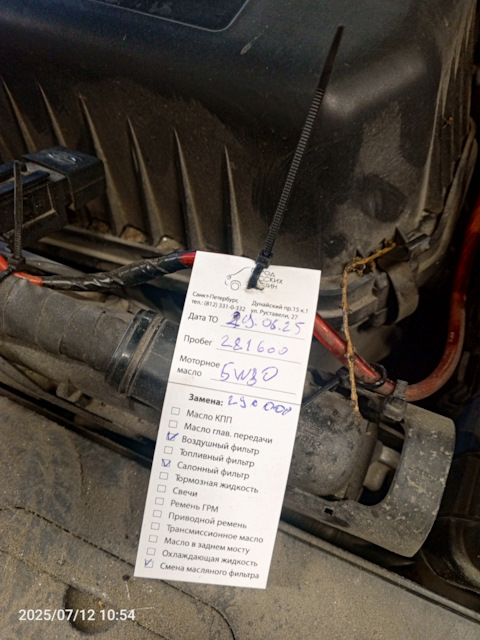 Санкт-Петербург,
тел.: (812) 331-0-332
Дунайский пр.15 к.1
ул. Руставели, 27
Дата ТО 29.06.25
Пробег 281600
Моторное масло 5W30
Замена:
Масло КПП
Масло глав. передачи
Воздушный фильтр
Топливный фильтр
Салонный фильтр
Тормозная жидкость
Свечи
Ремень ГРМ
Приводной ремень
Трансмиссионное масло
Масло в заднем мосту
Охлаждающая жидкость
Смена масляного фильтра
2025/07/12 10:54